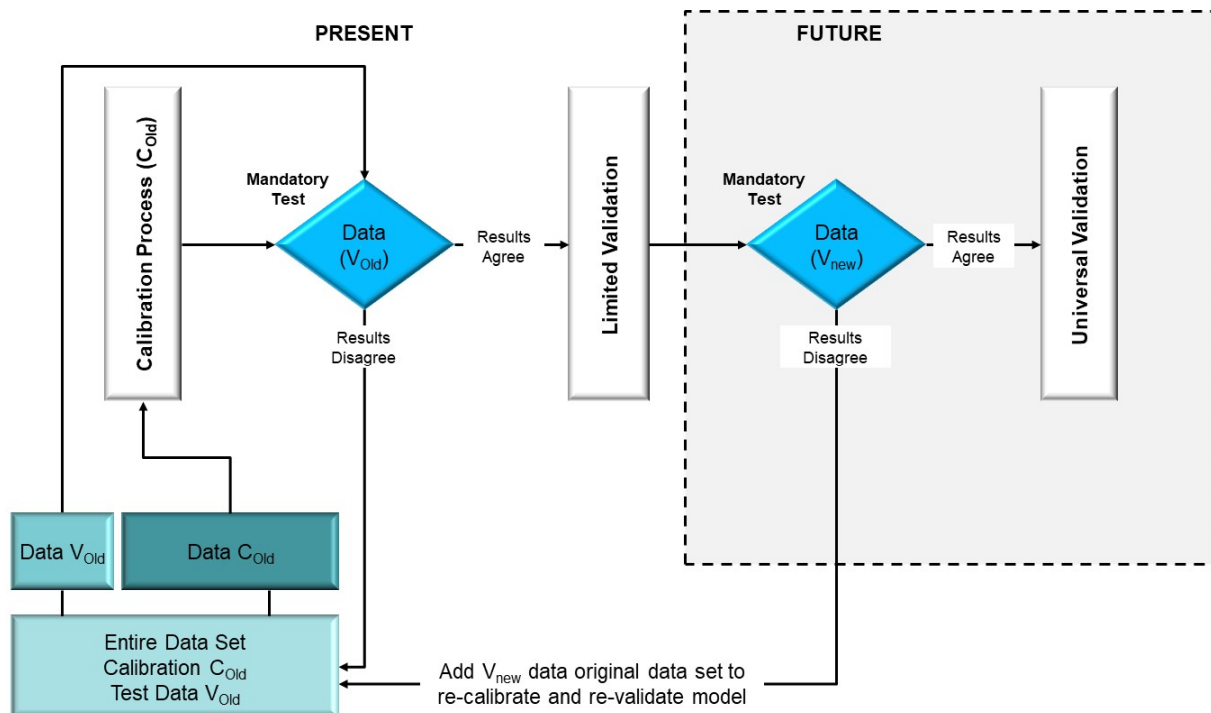 PRESENT
FUTURE
Calibration Process (C_Old)
Mandatory
Test
Data
(V_Old)
Results
Agree
Results
Disagree
Limited Validation
Mandatory
Test
Data
(V_new)
Results
Agree
Results
Disagree
Universal Validation
Data V_Old
Data C_Old
Entire Data Set
Calibration C_Old
Test Data V_Old
Add V_new data original data set to
re-calibrate and re-validate model